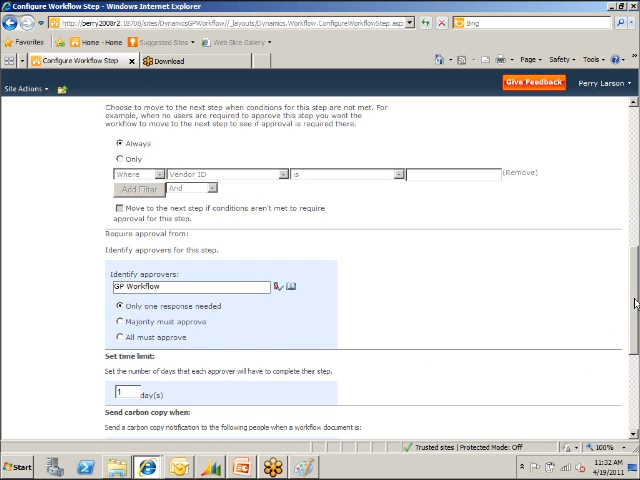 Configure Workflow Step - Windows Internet Explorer
http://perry2008r2:18708/sites/DynamicsGPWorkflow/_layouts/Dynamics.Workflow.ConfigureWorkflowStep.asp
Bing
Favorites
Home - Home
Suggested Sites
Web Slice Gallery
Configure Workflow Step
Download
Page
Safety
Tools
Site Actions
Give Feedback
Perry Larson
Choose to move to the next step when conditions for this step are not met. For
example, when no users are required to approve this step you want the
workflow to move to the next step to see if approval is required there.
Always
Only
Where
Vendor ID
is
(Remove)
Add Filter
And
Move to the next step if conditions aren't met to require
approval for this step.
Require approval from:
Identify approvers for this step.
Identify approvers:
GP Workflow
Only one response needed
Majority must approve
All must approve
Set time limit:
Set the number of days that each approver will have to complete their step.
1
day(s)
Send carbon copy when:
Send a carbon copy notification to the following people when a workflow document is:
Trusted sites | Protected Mode: Off
100%
Start
11:32 AM
4/19/2011